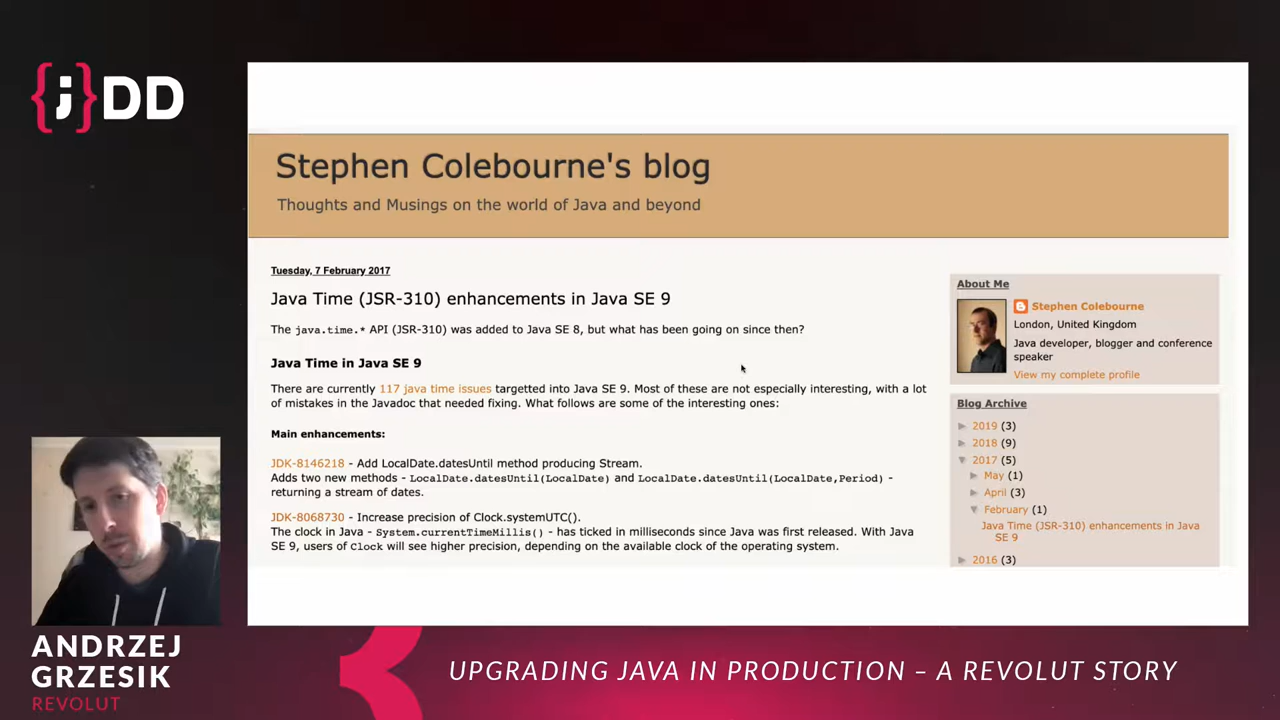 {;}DD
Stephen Colebourne's blog
Thoughts and Musings on the world of Java and beyond
Tuesday, 7 February 2017
Java Time (JSR-310) enhancements in Java SE 9
The java.time.* API (JSR-310) was added to Java SE 8, but what has been going on since then?
Java Time in Java SE 9
There are currently 117 java time issues targetted into Java SE 9. Most of these are not especially interesting, with a lot
of mistakes in the Javadoc that needed fixing. What follows are some of the interesting ones:
Main enhancements:
JDK-8146218 - Add LocalDate.datesUntil method producing Stream.
Adds two new methods - LocalDate.datesUntil(LocalDate) and LocalDate.datesUntil(LocalDate,Period) -
returning a stream of dates.
JDK-8068730 - Increase precision of Clock.systemUTC().
The clock in Java - System.currentTimeMillis() - has ticked in milliseconds since Java was first released. With Java
SE 9, users of Clock will see higher precision, depending on the available clock of the operating system.
About Me
Stephen Colebourne
London, United Kingdom
Java developer, blogger and conference
speaker
View my complete profile
Blog Archive
► 2019 (3)
► 2018 (9)
▼ 2017 (5)
► May (1)
► April (3)
▼ February (1)
Java Time (JSR-310) enhancements in Java
SE 9
► 2016 (3)
ANDRZEJ
GRZESIK
REVOLUT
UPGRADING JAVA IN PRODUCTION – A REVOLUT STORY